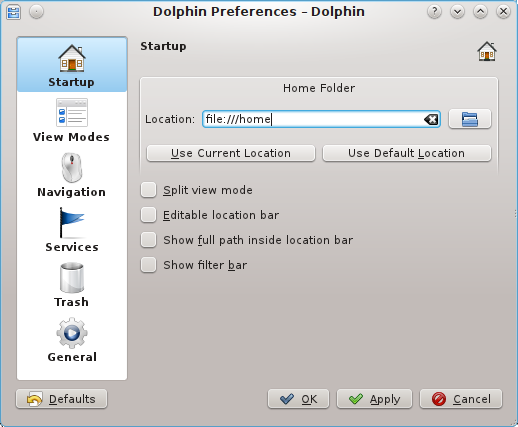 Dolphin Preferences – Dolphin
Startup
View Modes
Navigation
Services
Trash
General
Startup
Home Folder
Location: file:///home
Use Current Location Use Default Location
Split view mode
Editable location bar
Show full path inside location bar
Show filter bar
Defaults OK Apply Cancel